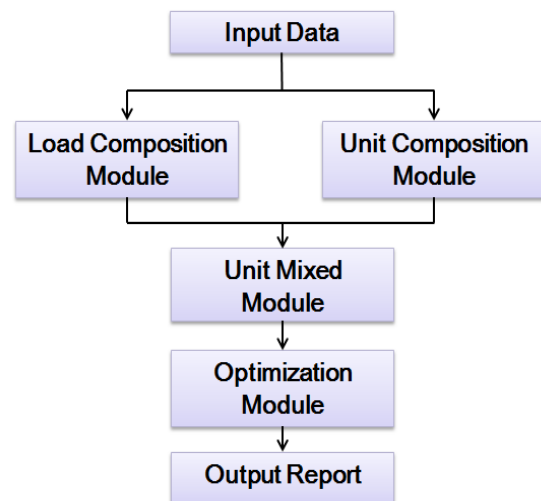 Input Data
Load Composition
Module
Unit Composition
Module
Unit Mixed
Module
Optimization
Module
Output Report